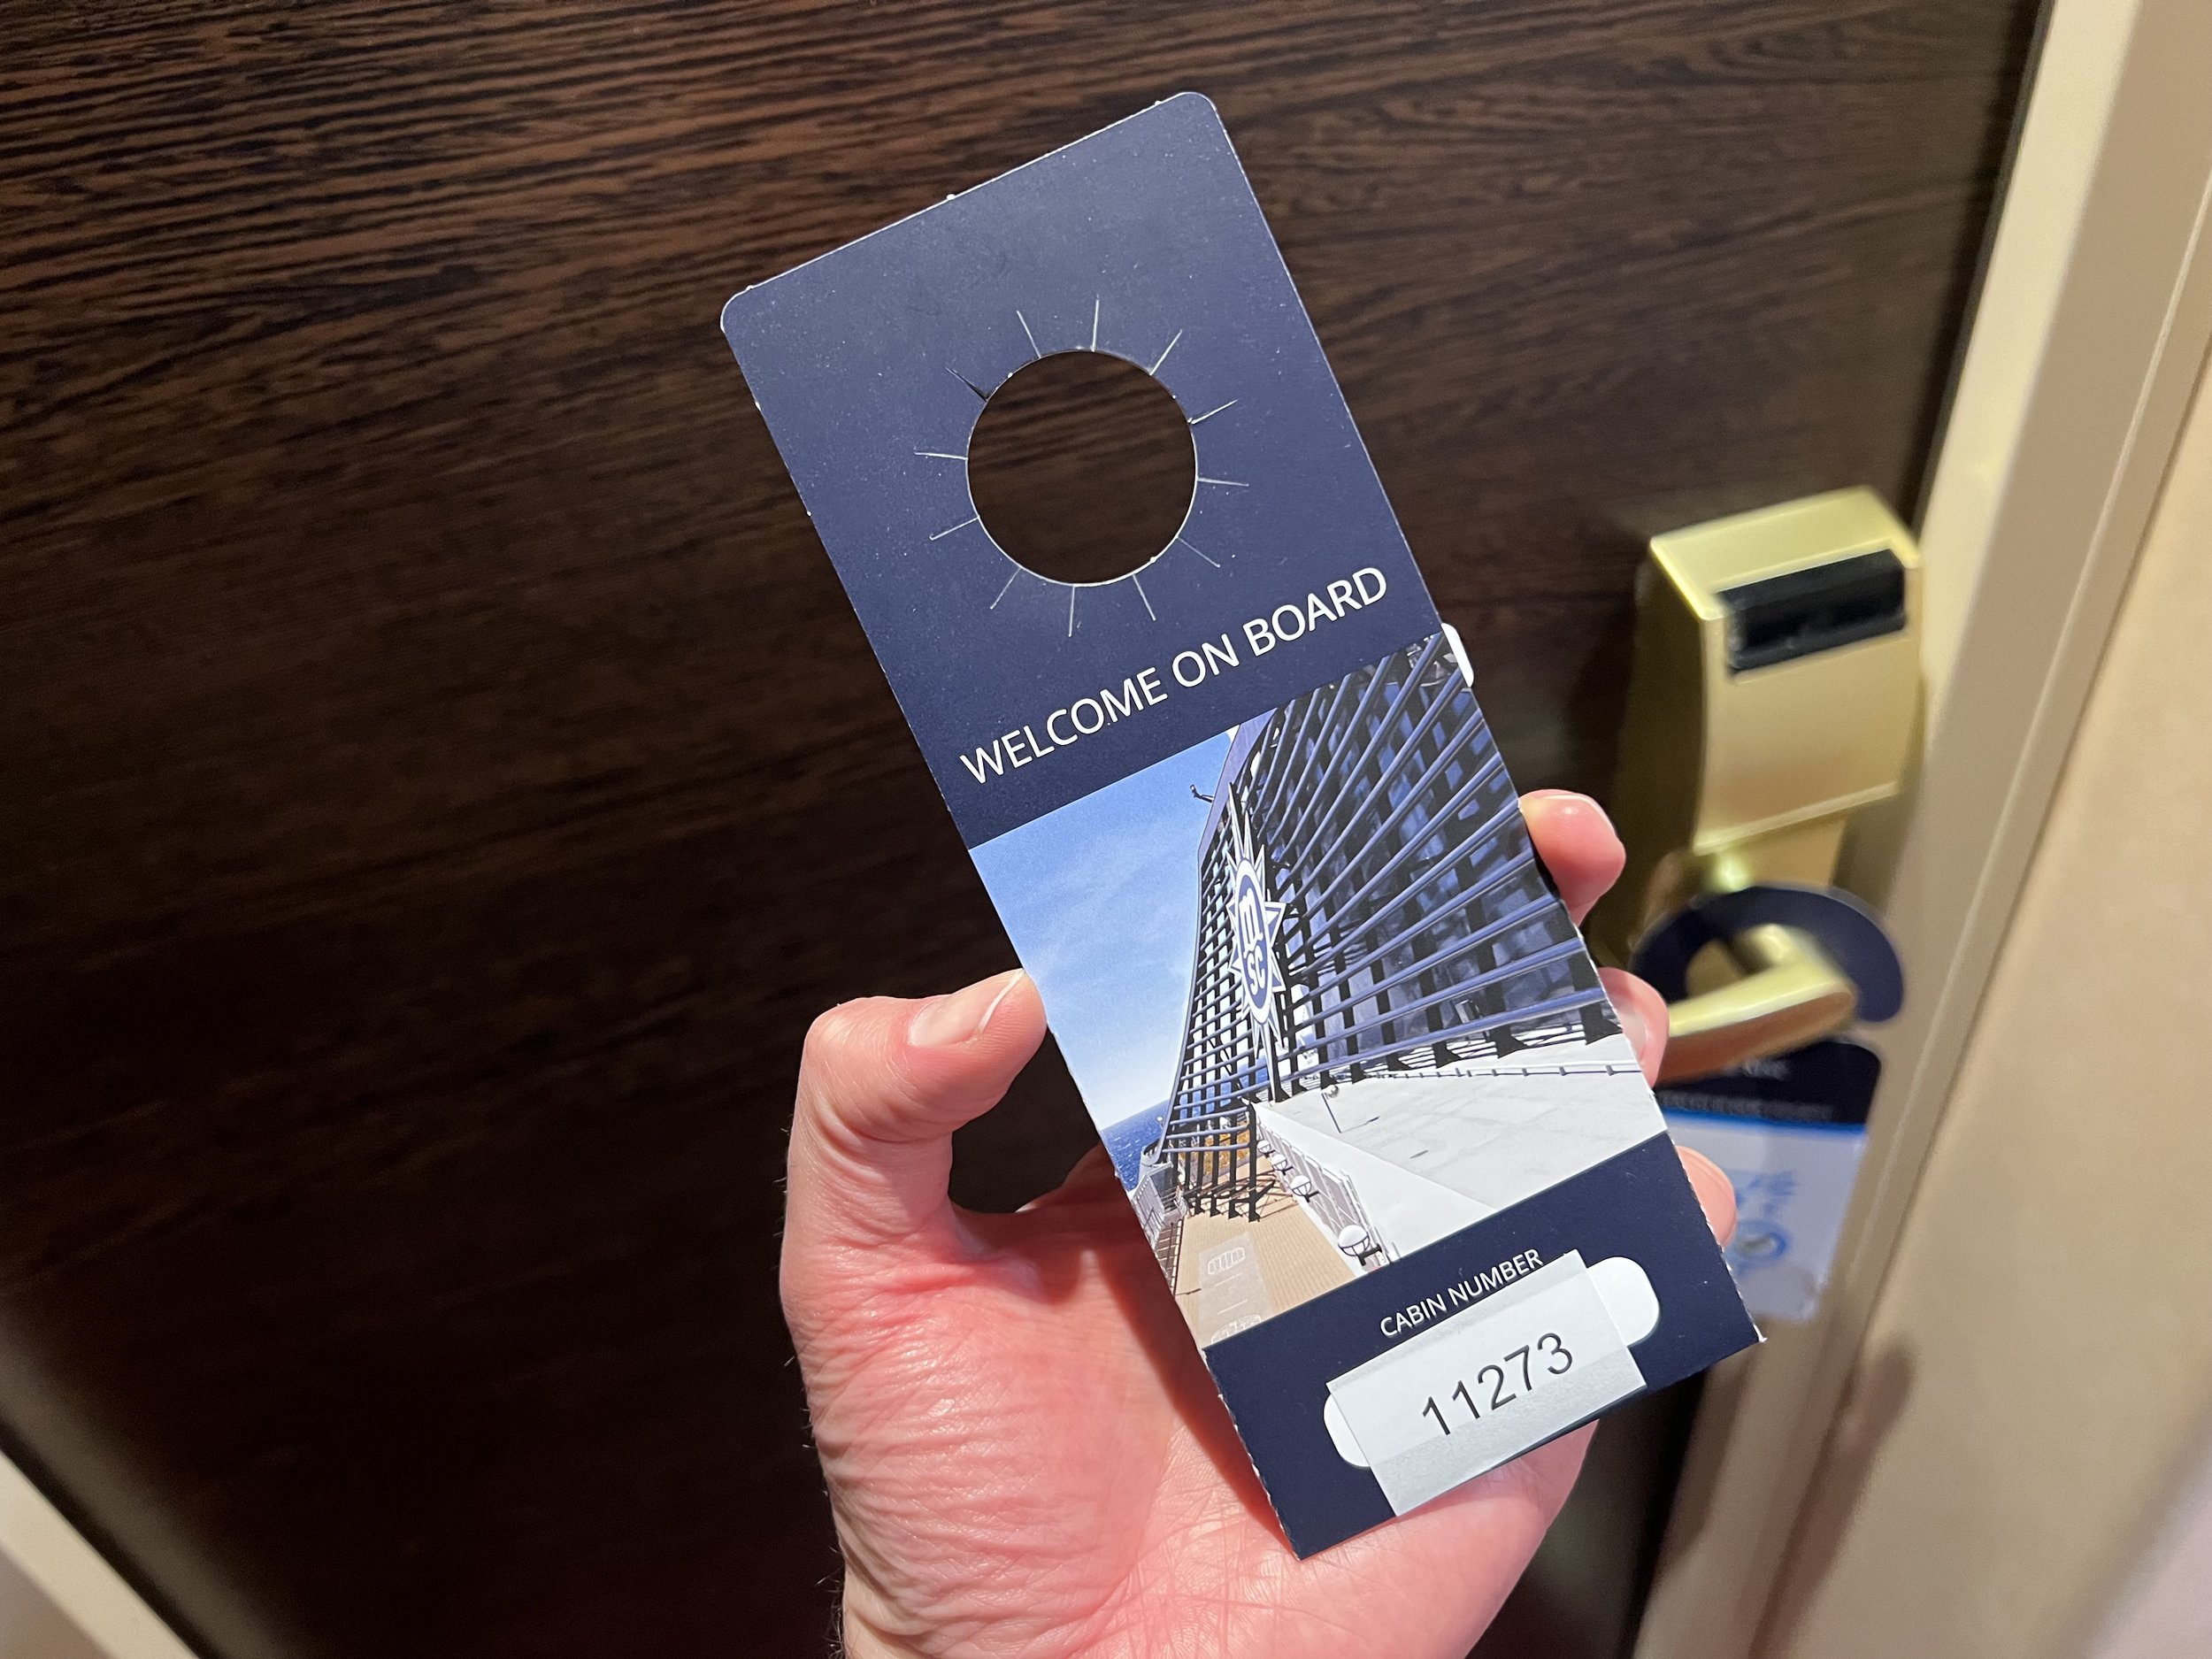 WELCOME ON BOARD
msc
CABIN NUMBER
11273